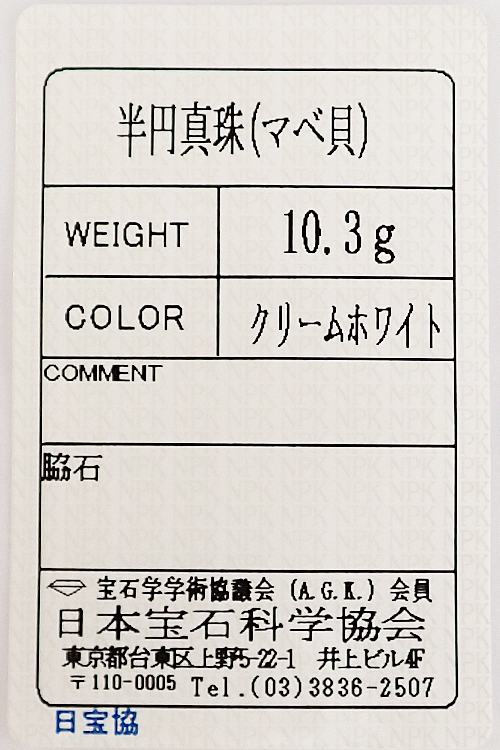 半円真珠(マベ貝)
WEIGHT 10.3g
COLOR クリームホワイト
COMMENT
脇石
宝石学学術協議会 (A.G.K.) 会員
日本宝石科学協会
東京都台東区上野5-22-1 井上ビル4F
〒110-0005 Tel.(03)3836-2507
日宝協